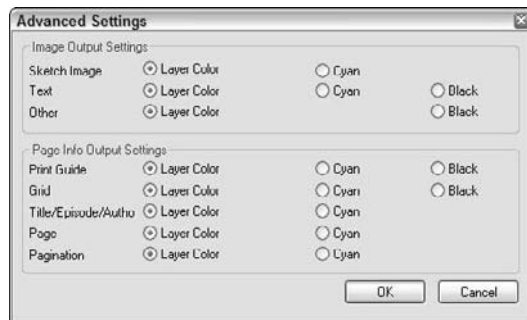 Advanced Settings
Image Output Settings
Sketch Image Layer Color Cyan
Text Layer Color Cyan Black
Other Layer Color Black
Page Info Output Settings
Print Guide Layer Color Cyan Black
Grid Layer Color Cyan Black
Title/Episode/Autho Layer Color Cyan
Page Layer Color Cyan
Pagination Layer Color Cyan
OK Cancel